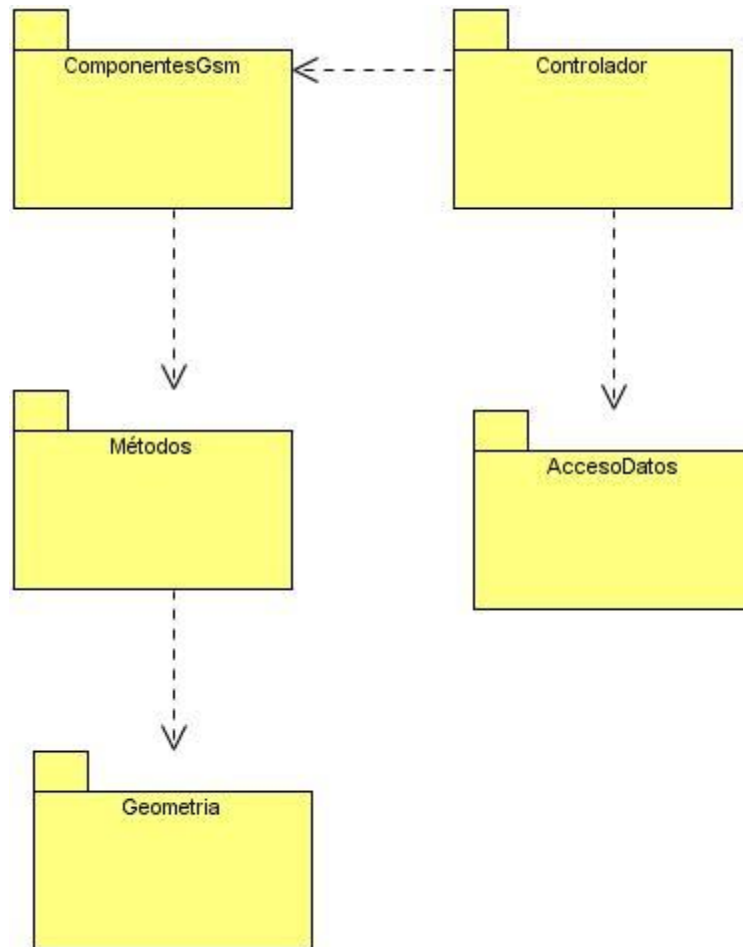 ComponentesGsm
Controlador
Métodos
AccesoDatos
Geometria